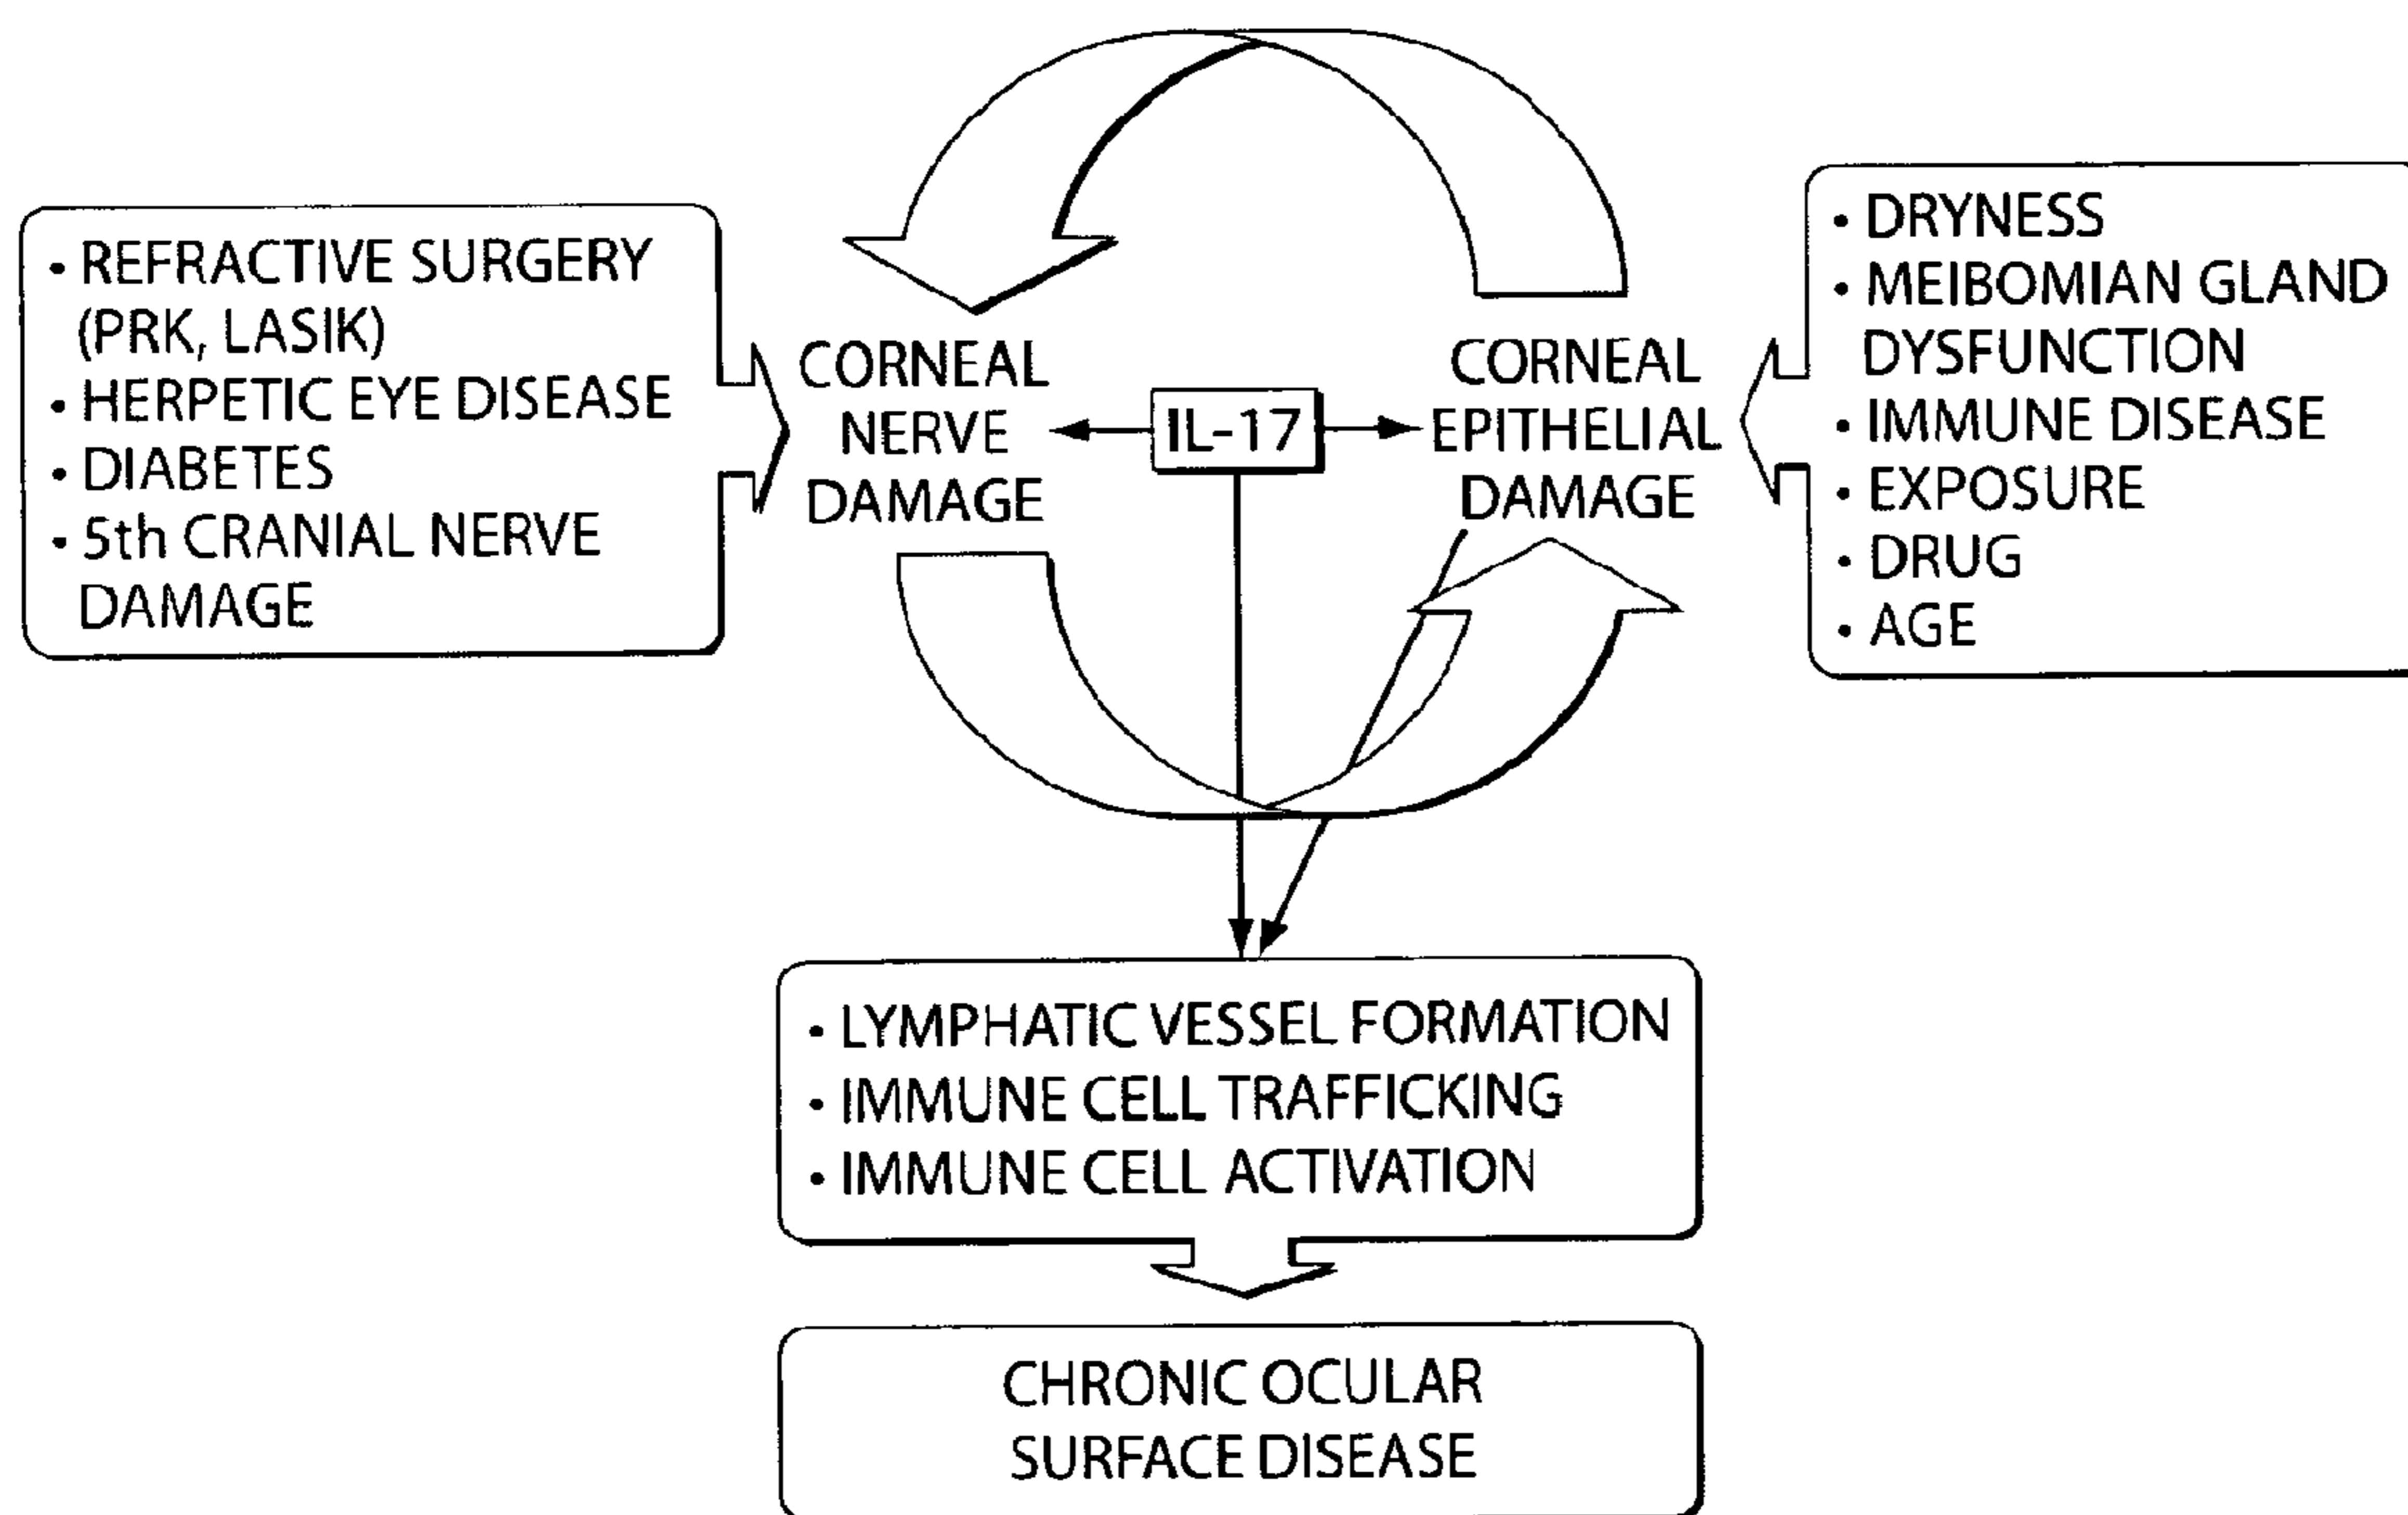 • REFRACTIVE SURGERY
(PRK, LASIK)
• HERPETIC EYE DISEASE
• DIABETES
• 5th CRANIAL NERVE
DAMAGE
CORNEAL
NERVE
DAMAGE
IL-17
CORNEAL
EPITHELIAL
DAMAGE
• DRYNESS
• MEIBOMIAN GLAND
DYSFUNCTION
• IMMUNE DISEASE
• EXPOSURE
• DRUG
• AGE
• LYMPHATIC VESSEL FORMATION
• IMMUNE CELL TRAFFICKING
• IMMUNE CELL ACTIVATION
CHRONIC OCULAR
SURFACE DISEASE